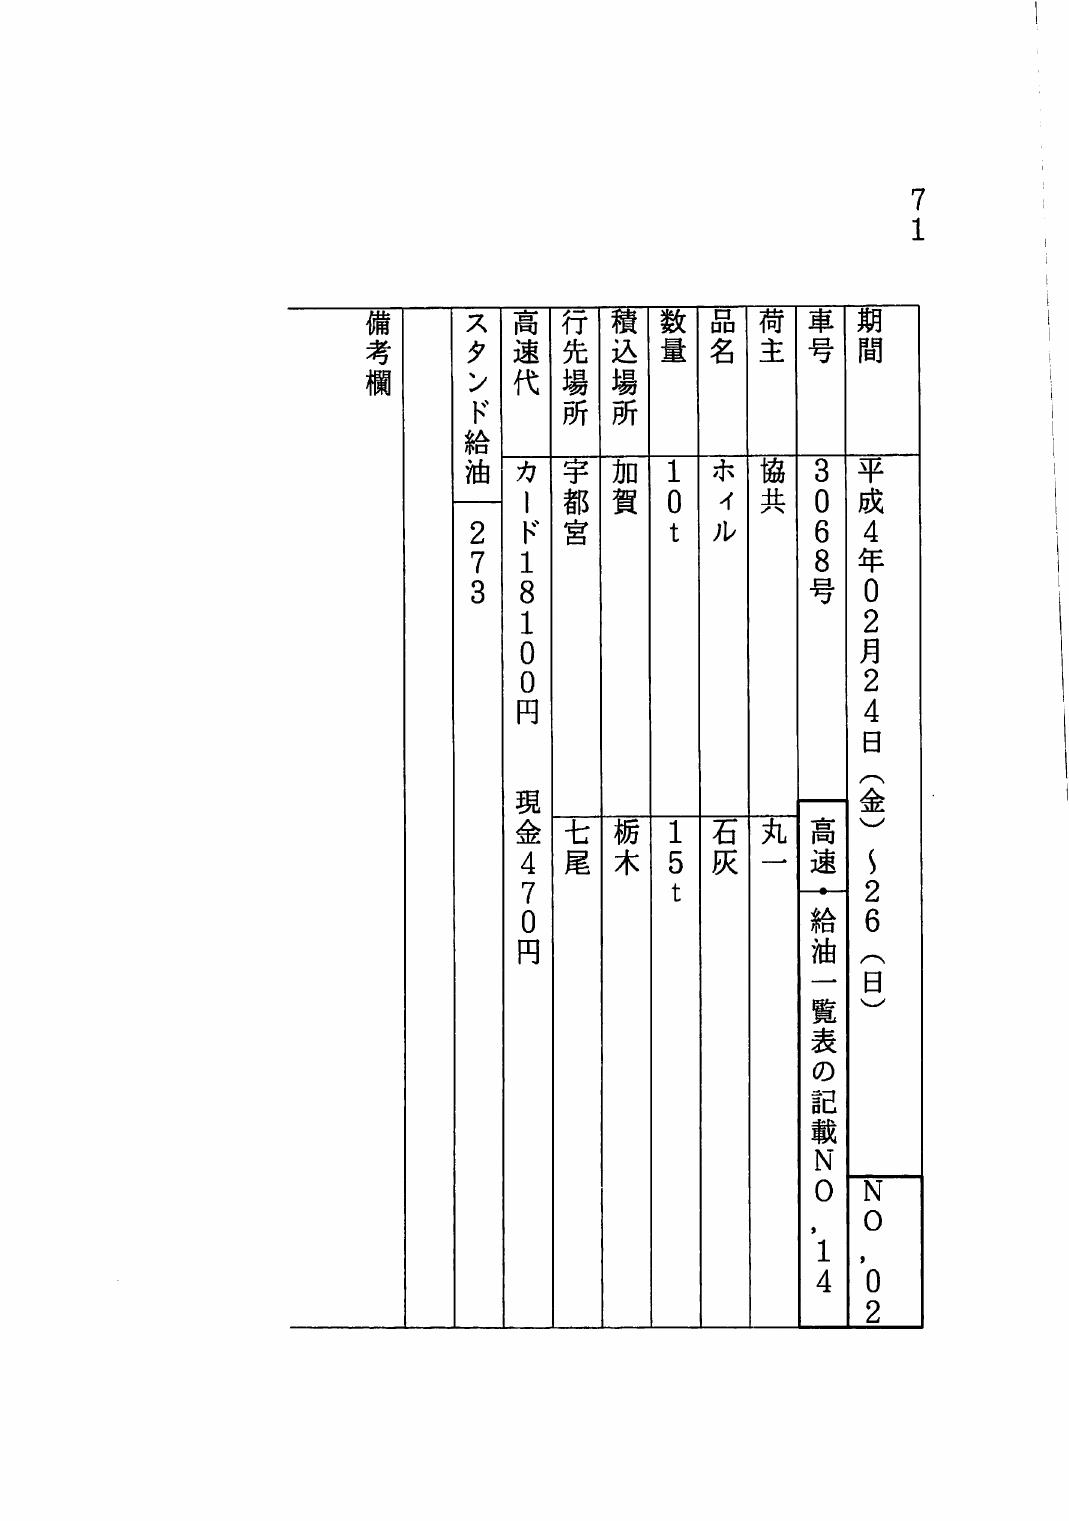 71
期間 平成4年02月24日(金)~26(日) NO,02
車号 3068号 高速・給油一覧表の記載NO,14
荷主 協共 丸一
品名 ホィル 石灰
数量 10t 15t
積込場所 加賀 栃木
行先場所 宇都宮 七尾
高速代 カード18100円 現金470円
スタンド給油 273
備考欄